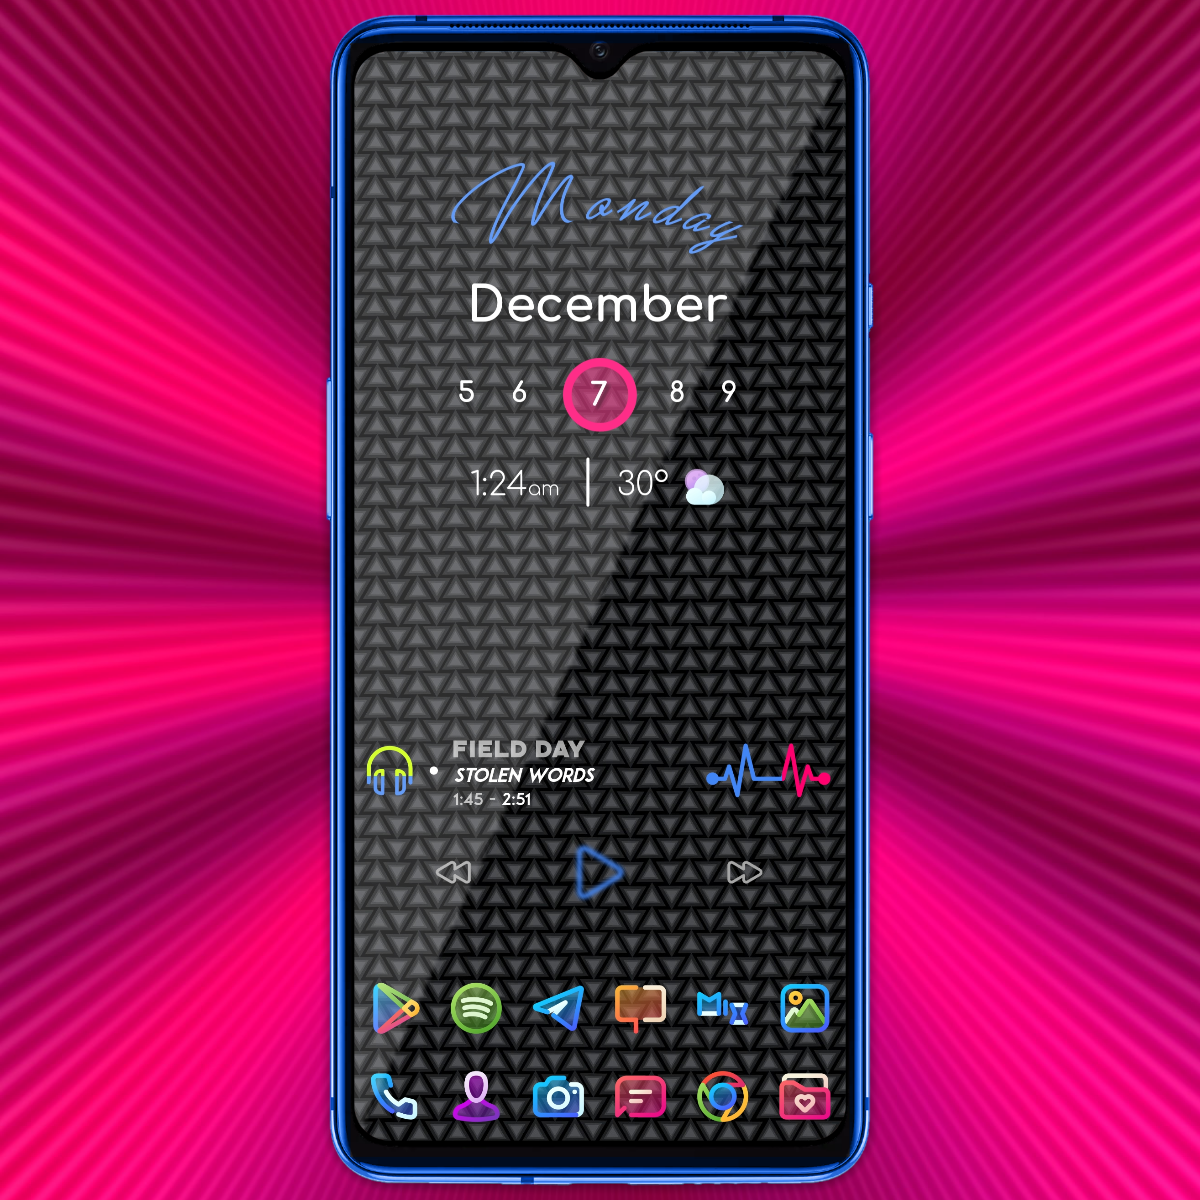 Monday
December
5 6 7 8 9
1:24am | 30°
FIELD DAY
STOLEN WORDS
1:45 - 2:51